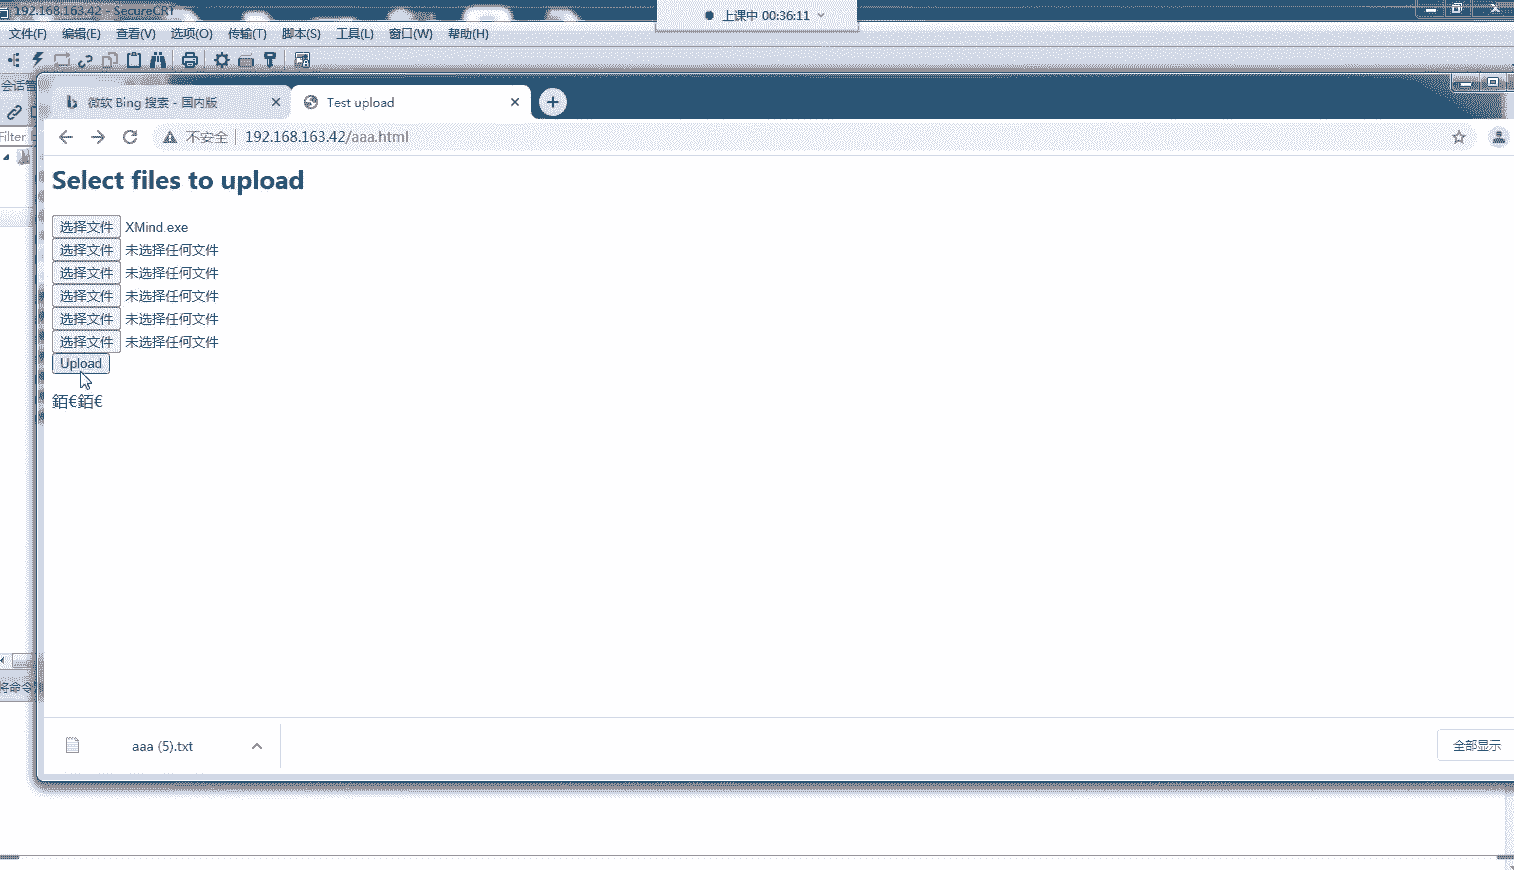 192.168.163.42 - SecureCRT
上课中 00:36:11
文件(F) 编辑(E) 查看(V) 选项(O) 传输(T) 脚本(S) 工具(L) 窗口(W) 帮助(H)
会话管
微软 Bing 搜索 - 国内版
Test upload
Filter
不安全 192.168.163.42/aaa.html
Select files to upload
选择文件 XMind.exe
选择文件 未选择任何文件
选择文件 未选择任何文件
选择文件 未选择任何文件
选择文件 未选择任何文件
选择文件 未选择任何文件
Upload
銆€銆€
将命令
aaa (5).txt
全部显示